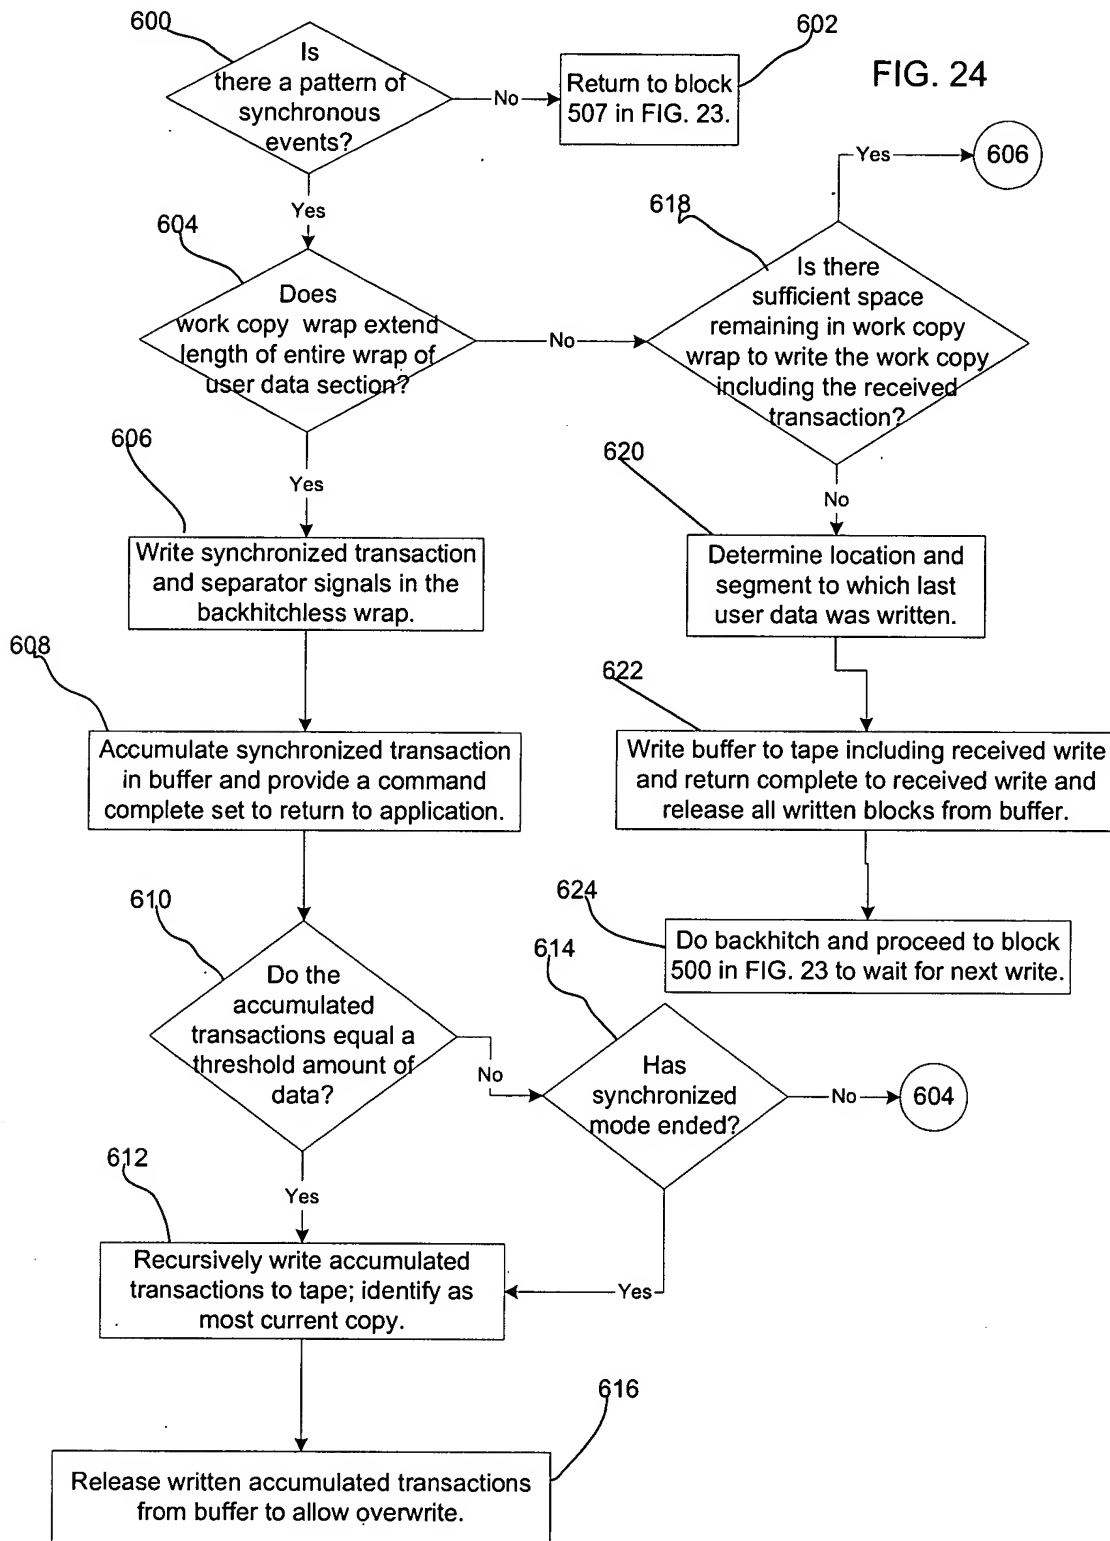 600
Is
there a pattern of
synchronous
events?
No
602
Return to block
507 in FIG. 23.
FIG. 24
Yes
604
Does
work copy wrap extend
length of entire wrap of
user data section?
No
618
Is there
sufficient space
remaining in work copy
wrap to write the work copy
including the received
transaction?
Yes
606
606
Yes
Write synchronized transaction
and separator signals in the
backhitchless wrap.
620
No
Determine location and
segment to which last
user data was written.
608
Accumulate synchronized transaction
in buffer and provide a command
complete set to return to application.
622
Write buffer to tape including received write
and return complete to received write and
release all written blocks from buffer.
610
Do the
accumulated
transactions equal a
threshold amount of
data?
No
624
Do backhitch and proceed to block
500 in FIG. 23 to wait for next write.
614
Has
synchronized
mode ended?
No
604
612
Yes
Recursively write accumulated
transactions to tape; identify as
most current copy.
Yes
616
Release written accumulated transactions
from buffer to allow overwrite.